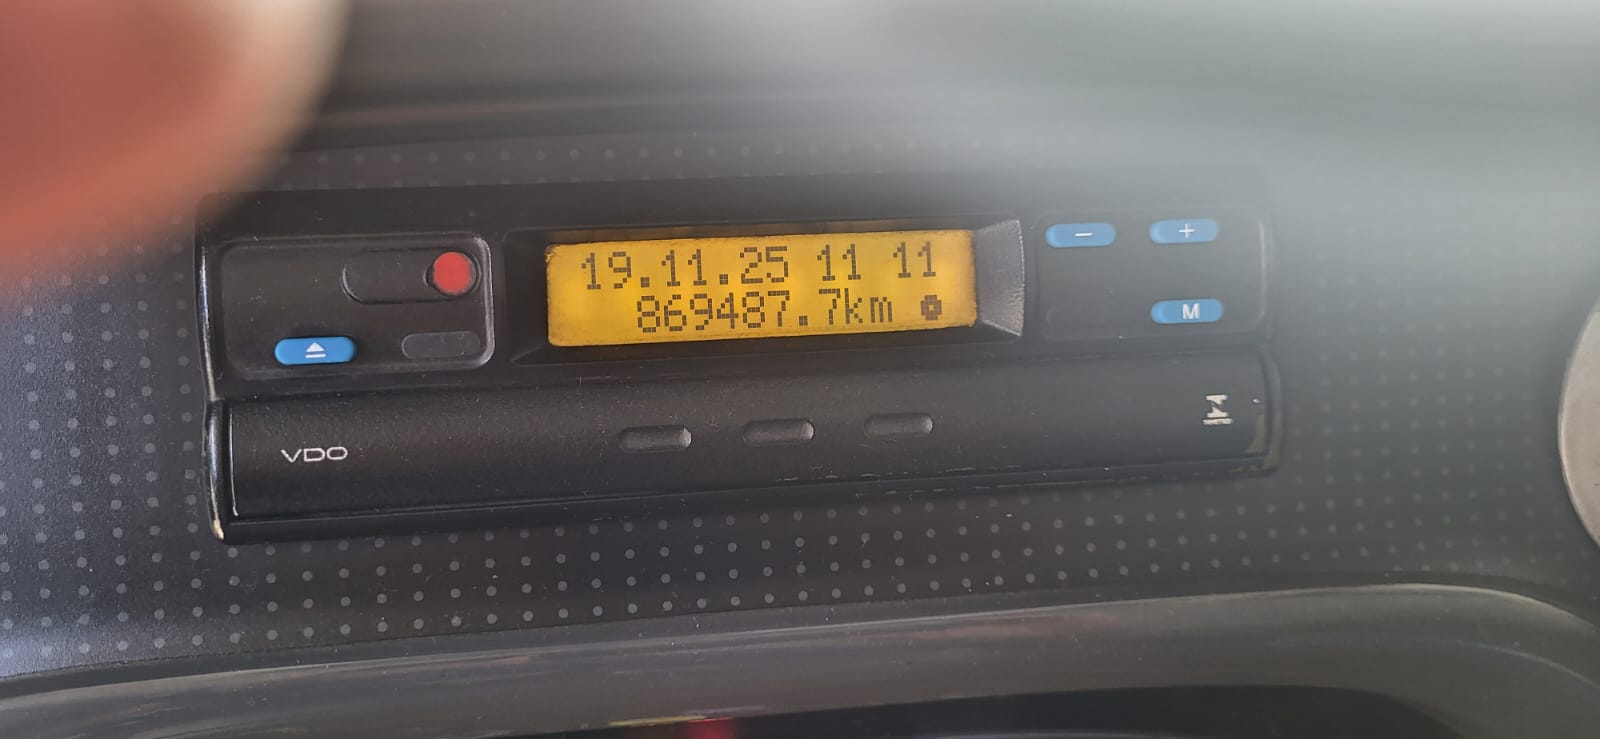 19.11.25 11 11
869487.7km
− +
M
VDO